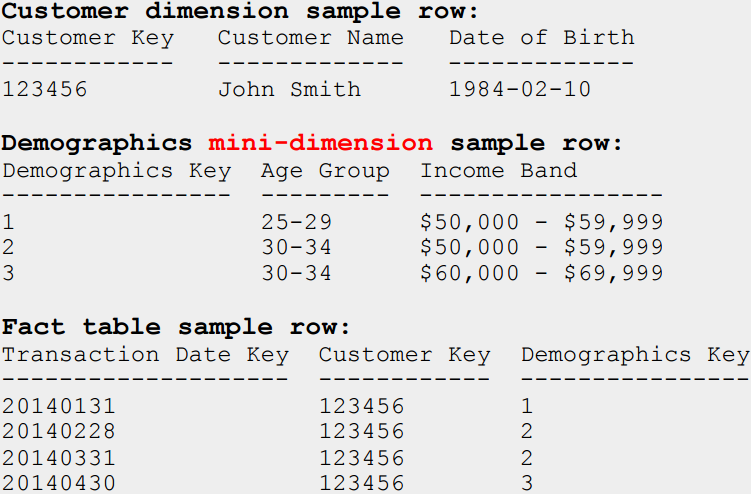 Customer dimension sample row:
Customer Key   Customer Name   Date of Birth
------------   -------------   -------------
123456         John Smith      1984-02-10
Demographics mini-dimension sample row:
Demographics Key  Age Group  Income Band
----------------  ---------  -----------------
1                 25-29      $50,000 - $59,999
2                 30-34      $50,000 - $59,999
3                 30-34      $60,000 - $69,999
Fact table sample row:
Transaction Date Key  Customer Key  Demographics Key
--------------------  ------------  ----------------
20140131              123456        1
20140228              123456        2
20140331              123456        2
20140430              123456        3